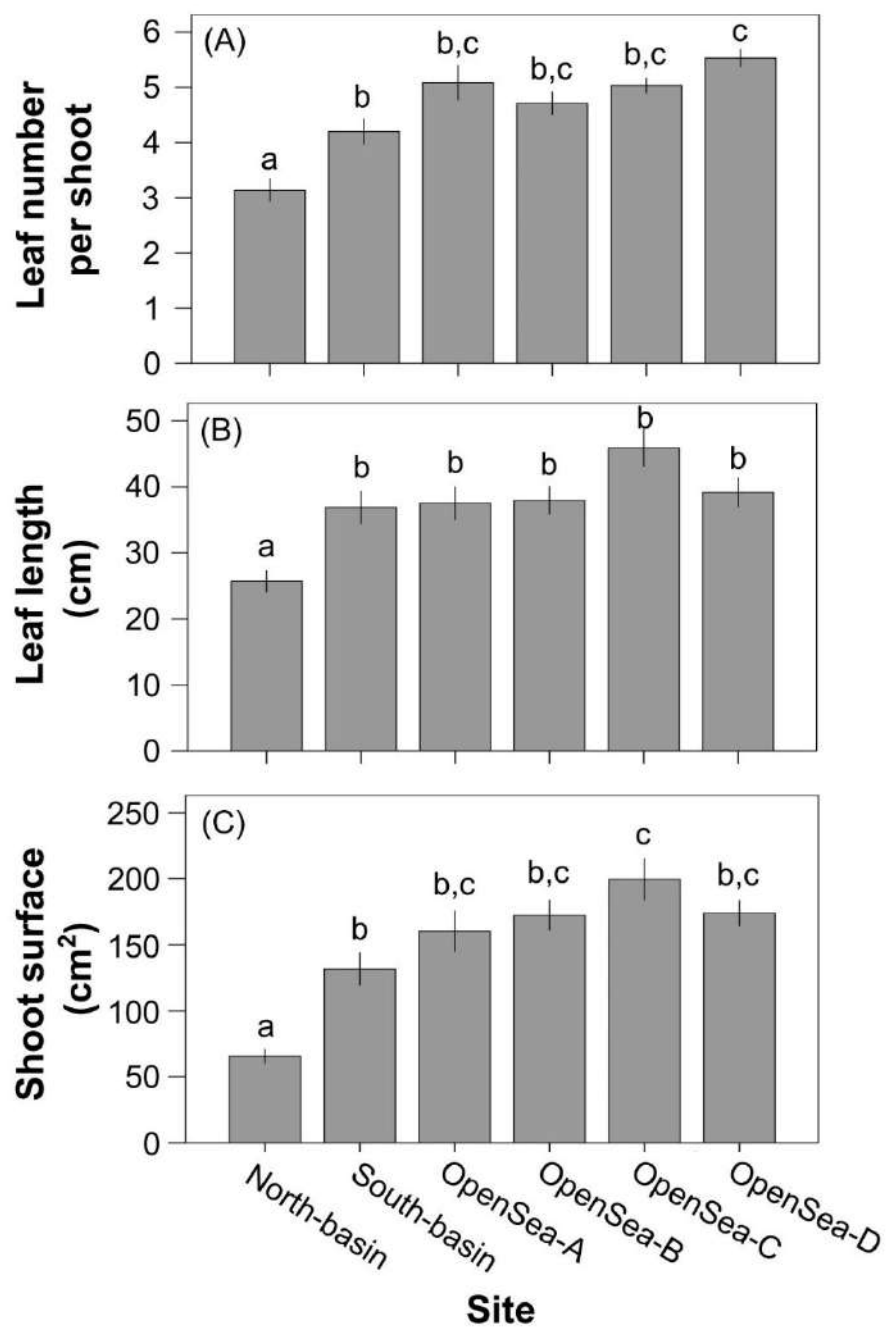 (A)
Leaf number
per shoot
6
5
4
3
2
1
0
a
b
b,c
b,c
b,c
c
(B)
Leaf length
(cm)
50
40
30
20
10
0
a
b
b
b
b
b
(C)
Shoot surface
(cm²)
250
200
150
100
50
0
a
b
b,c
b,c
c
b,c
North-basin
South-basin
OpenSea-A
OpenSea-B
OpenSea-C
OpenSea-D
Site